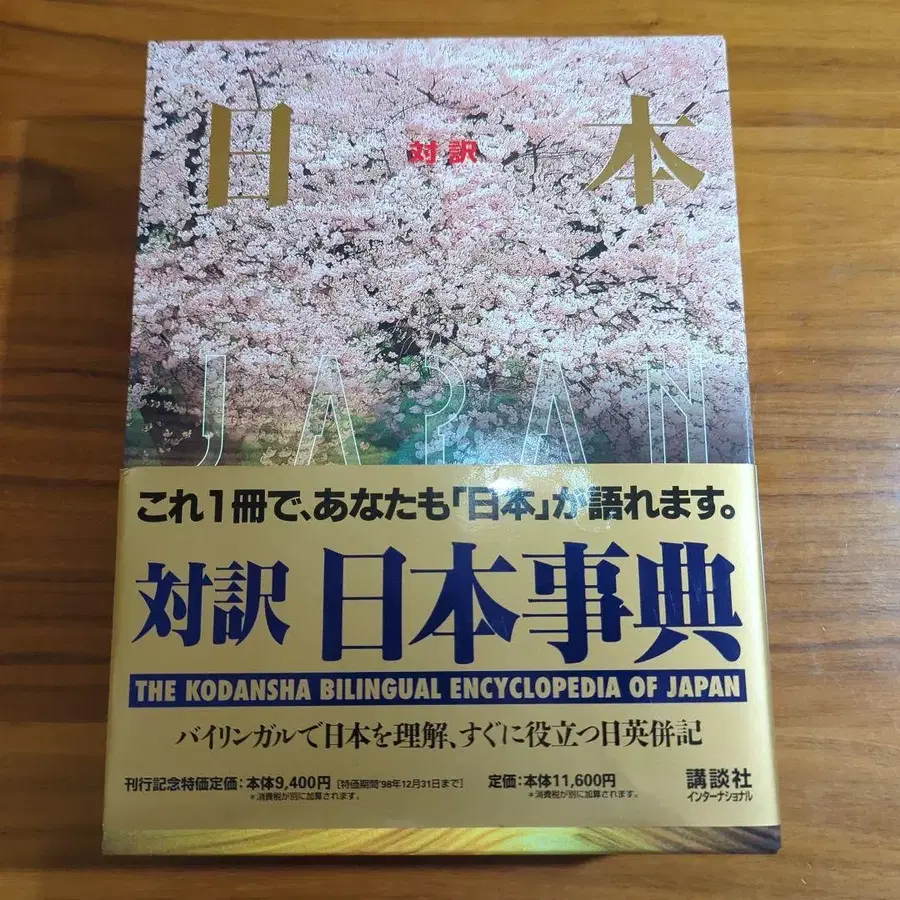 日 対訳 本
JAPAN
これ1冊で、あなたも「日本」が語れます。
対訳 日本事典
THE KODANSHA BILINGUAL ENCYCLOPEDIA OF JAPAN
バイリンガルで日本を理解、すぐに役立つ日英併記
刊行記念特価定価：本体9,400円［特価期間'98年12月31日まで］ 定価：本体11,600円 講談社
＊消費税が別に加算されます。 ＊消費税が別に加算されます。 インターナショナル